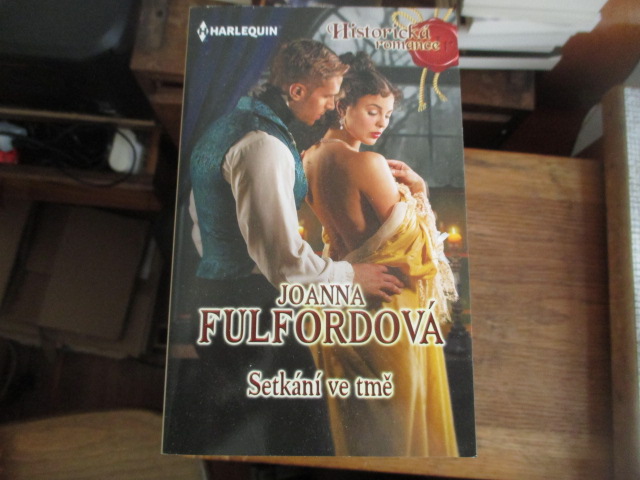 HARLEQUIN
Historická
romance
JOANNA
FULFORDOVÁ
Setkání ve tmě